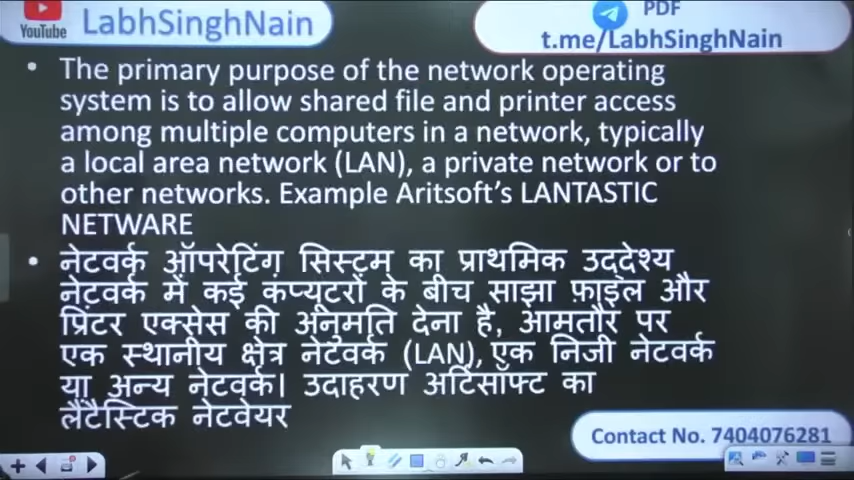 YouTube
LabhSinghNain
PDF
t.me/LabhSinghNain
• The primary purpose of the network operating
system is to allow shared file and printer access
among multiple computers in a network, typically
a local area network (LAN), a private network or to
other networks. Example Aritsoft's LANTASTIC
NETWARE
• नेटवर्क ऑपरेटिंग सिस्टम का प्राथमिक उद्देश्य
नेटवर्क में कई कंप्यूटरों के बीच साझा फ़ाइल और
प्रिंटर एक्सेस की अनुमति देना है, आमतौर पर
एक स्थानीय क्षेत्र नेटवर्क (LAN), एक निजी नेटवर्क
या अन्य नेटवर्क। उदाहरण अर्टिसॉफ्ट का
लैंटैस्टिक नेटवेयर
Contact No. 7404076281